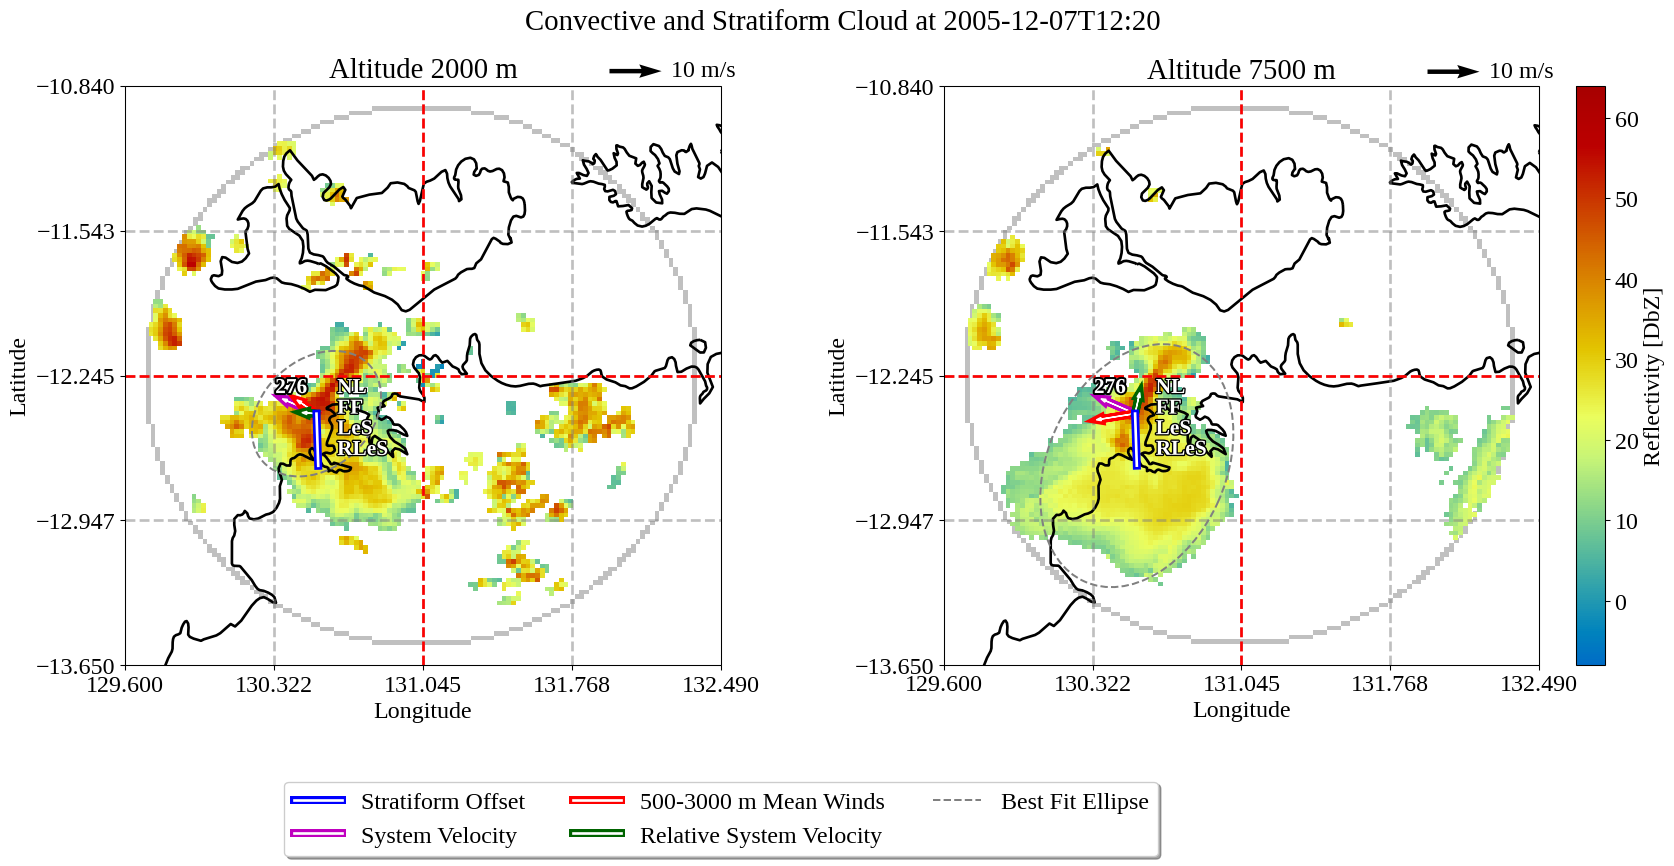 Convective and Stratiform Cloud at 2005-12-07T12:20
Altitude 2000 m
10 m/s
Altitude 7500 m
10 m/s
−10.840
−11.543
−12.245
−12.947
−13.650
129.600
130.322
131.045
131.768
132.490
Latitude
Longitude
276
NL
FF
LeS
RLeS
−10.840
−11.543
−12.245
−12.947
−13.650
129.600
130.322
131.045
131.768
132.490
Latitude
Longitude
276
NL
FF
LeS
RLeS
60
50
40
30
20
10
0
Reflectivity [DbZ]
Stratiform Offset
System Velocity
500-3000 m Mean Winds
Relative System Velocity
Best Fit Ellipse